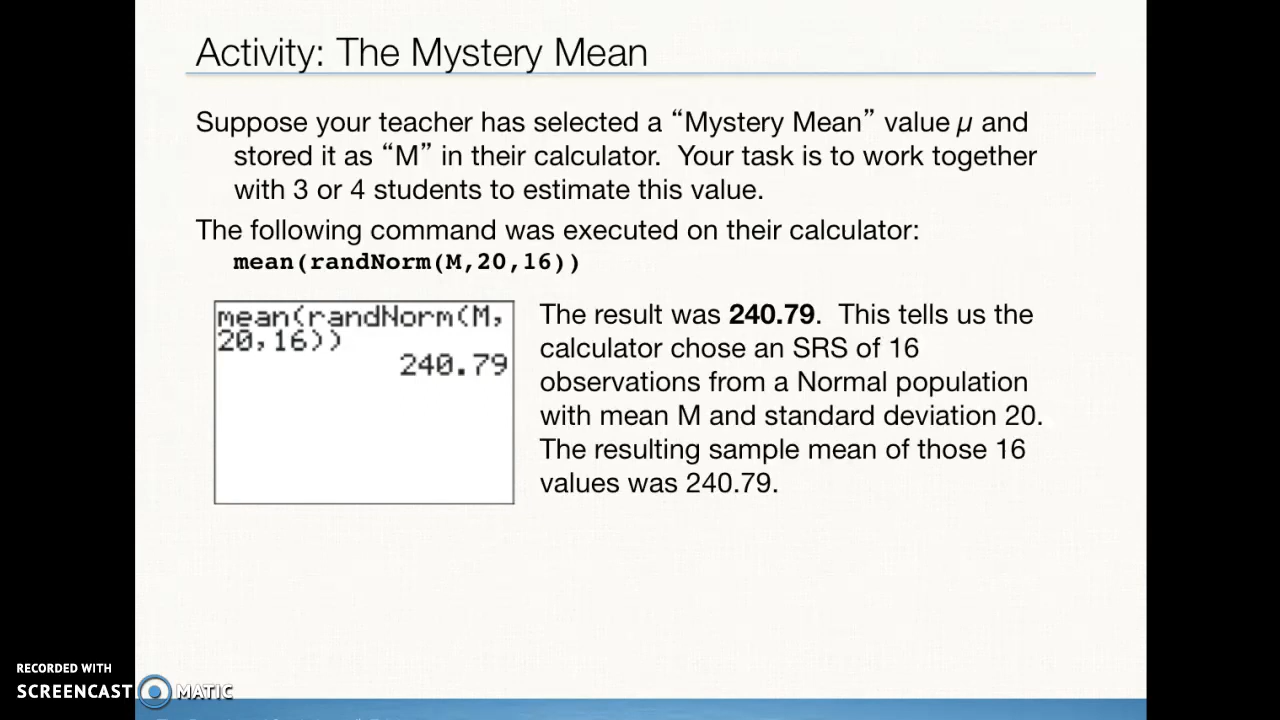 Activity: The Mystery Mean
Suppose your teacher has selected a “Mystery Mean” value µ and
stored it as “M” in their calculator.  Your task is to work together
with 3 or 4 students to estimate this value.
The following command was executed on their calculator:
mean(randNorm(M,20,16))
mean(randNorm(M,
20,16))
240.79
The result was 240.79.  This tells us the
calculator chose an SRS of 16
observations from a Normal population
with mean M and standard deviation 20.
The resulting sample mean of those 16
values was 240.79.
RECORDED WITH
SCREENCAST MATIC